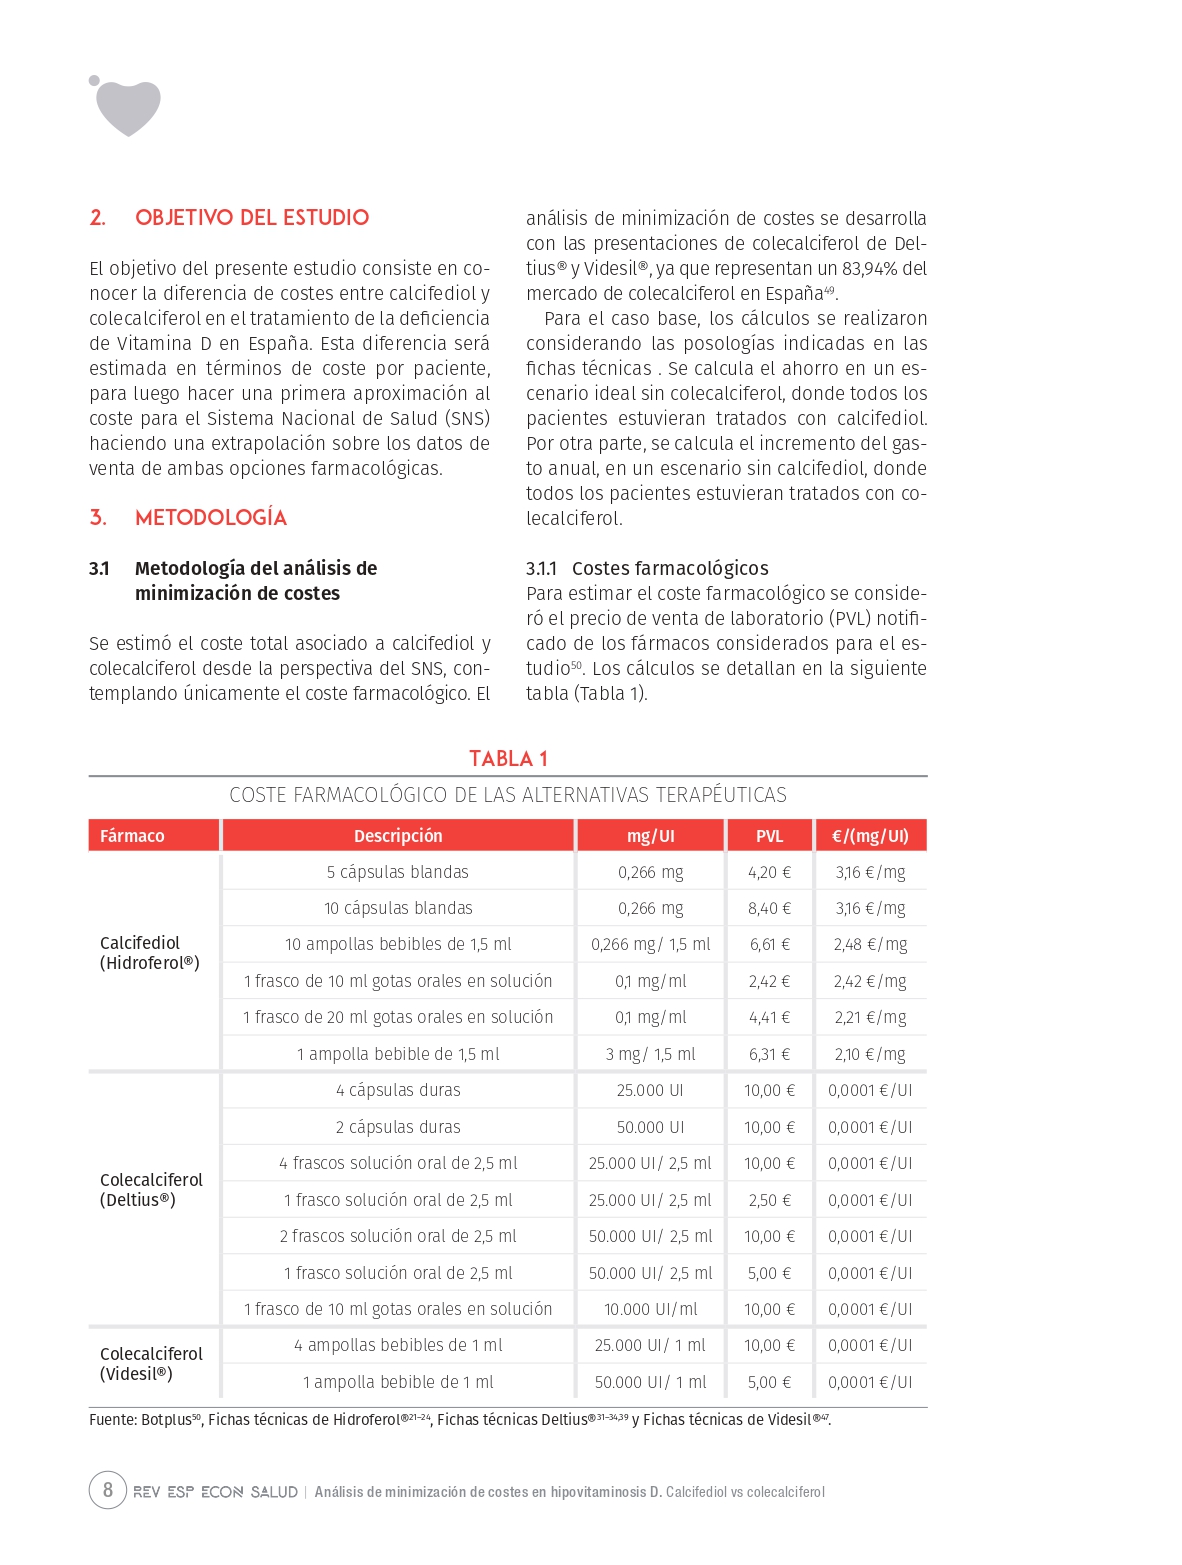 2. OBJETIVO DEL ESTUDIO
El objetivo del presente estudio consiste en co-
nocer la diferencia de costes entre calcifediol y
colecalciferol en el tratamiento de la deficiencia
de Vitamina D en España. Esta diferencia será
estimada en términos de coste por paciente,
para luego hacer una primera aproximación al
coste para el Sistema Nacional de Salud (SNS)
haciendo una extrapolación sobre los datos de
venta de ambas opciones farmacológicas.
3. METODOLOGÍA
3.1 Metodología del análisis de
minimización de costes
Se estimó el coste total asociado a calcifediol y
colecalciferol desde la perspectiva del SNS, con-
templando únicamente el coste farmacológico. El
análisis de minimización de costes se desarrolla
con las presentaciones de colecalciferol de Del-
tius® y Videsil®, ya que representan un 83,94% del
mercado de colecalciferol en España⁴⁹.
Para el caso base, los cálculos se realizaron
considerando las posologías indicadas en las
fichas técnicas . Se calcula el ahorro en un es-
cenario ideal sin colecalciferol, donde todos los
pacientes estuvieran tratados con calcifediol.
Por otra parte, se calcula el incremento del gas-
to anual, en un escenario sin calcifediol, donde
todos los pacientes estuvieran tratados con co-
lecalciferol.
3.1.1 Costes farmacológicos
Para estimar el coste farmacológico se conside-
ró el precio de venta de laboratorio (PVL) notifi-
cado de los fármacos considerados para el es-
tudio⁵⁰. Los cálculos se detallan en la siguiente
tabla (Tabla 1).
TABLA 1
COSTE FARMACOLÓGICO DE LAS ALTERNATIVAS TERAPÉUTICAS
Fármaco Descripción mg/UI PVL €/(mg/UI)
Calcifediol
(Hidroferol®)
5 cápsulas blandas 0,266 mg 4,20 € 3,16 €/mg
10 cápsulas blandas 0,266 mg 8,40 € 3,16 €/mg
10 ampollas bebibles de 1,5 ml 0,266 mg/ 1,5 ml 6,61 € 2,48 €/mg
1 frasco de 10 ml gotas orales en solución 0,1 mg/ml 2,42 € 2,42 €/mg
1 frasco de 20 ml gotas orales en solución 0,1 mg/ml 4,41 € 2,21 €/mg
1 ampolla bebible de 1,5 ml 3 mg/ 1,5 ml 6,31 € 2,10 €/mg
Colecalciferol
(Deltius®)
4 cápsulas duras 25.000 UI 10,00 € 0,0001 €/UI
2 cápsulas duras 50.000 UI 10,00 € 0,0001 €/UI
4 frascos solución oral de 2,5 ml 25.000 UI/ 2,5 ml 10,00 € 0,0001 €/UI
1 frasco solución oral de 2,5 ml 25.000 UI/ 2,5 ml 2,50 € 0,0001 €/UI
2 frascos solución oral de 2,5 ml 50.000 UI/ 2,5 ml 10,00 € 0,0001 €/UI
1 frasco solución oral de 2,5 ml 50.000 UI/ 2,5 ml 5,00 € 0,0001 €/UI
1 frasco de 10 ml gotas orales en solución 10.000 UI/ml 10,00 € 0,0001 €/UI
Colecalciferol
(Videsil®)
4 ampollas bebibles de 1 ml 25.000 UI/ 1 ml 10,00 € 0,0001 €/UI
1 ampolla bebible de 1 ml 50.000 UI/ 1 ml 5,00 € 0,0001 €/UI
Fuente: Botplus⁵⁰, Fichas técnicas de Hidroferol®²¹⁻²⁴, Fichas técnicas Deltius®³¹⁻³⁴,³⁹ y Fichas técnicas de Videsil®⁴⁷.
8 REV ESP ECON SALUD | Análisis de minimización de costes en hipovitaminosis D. Calcifediol vs colecalciferol